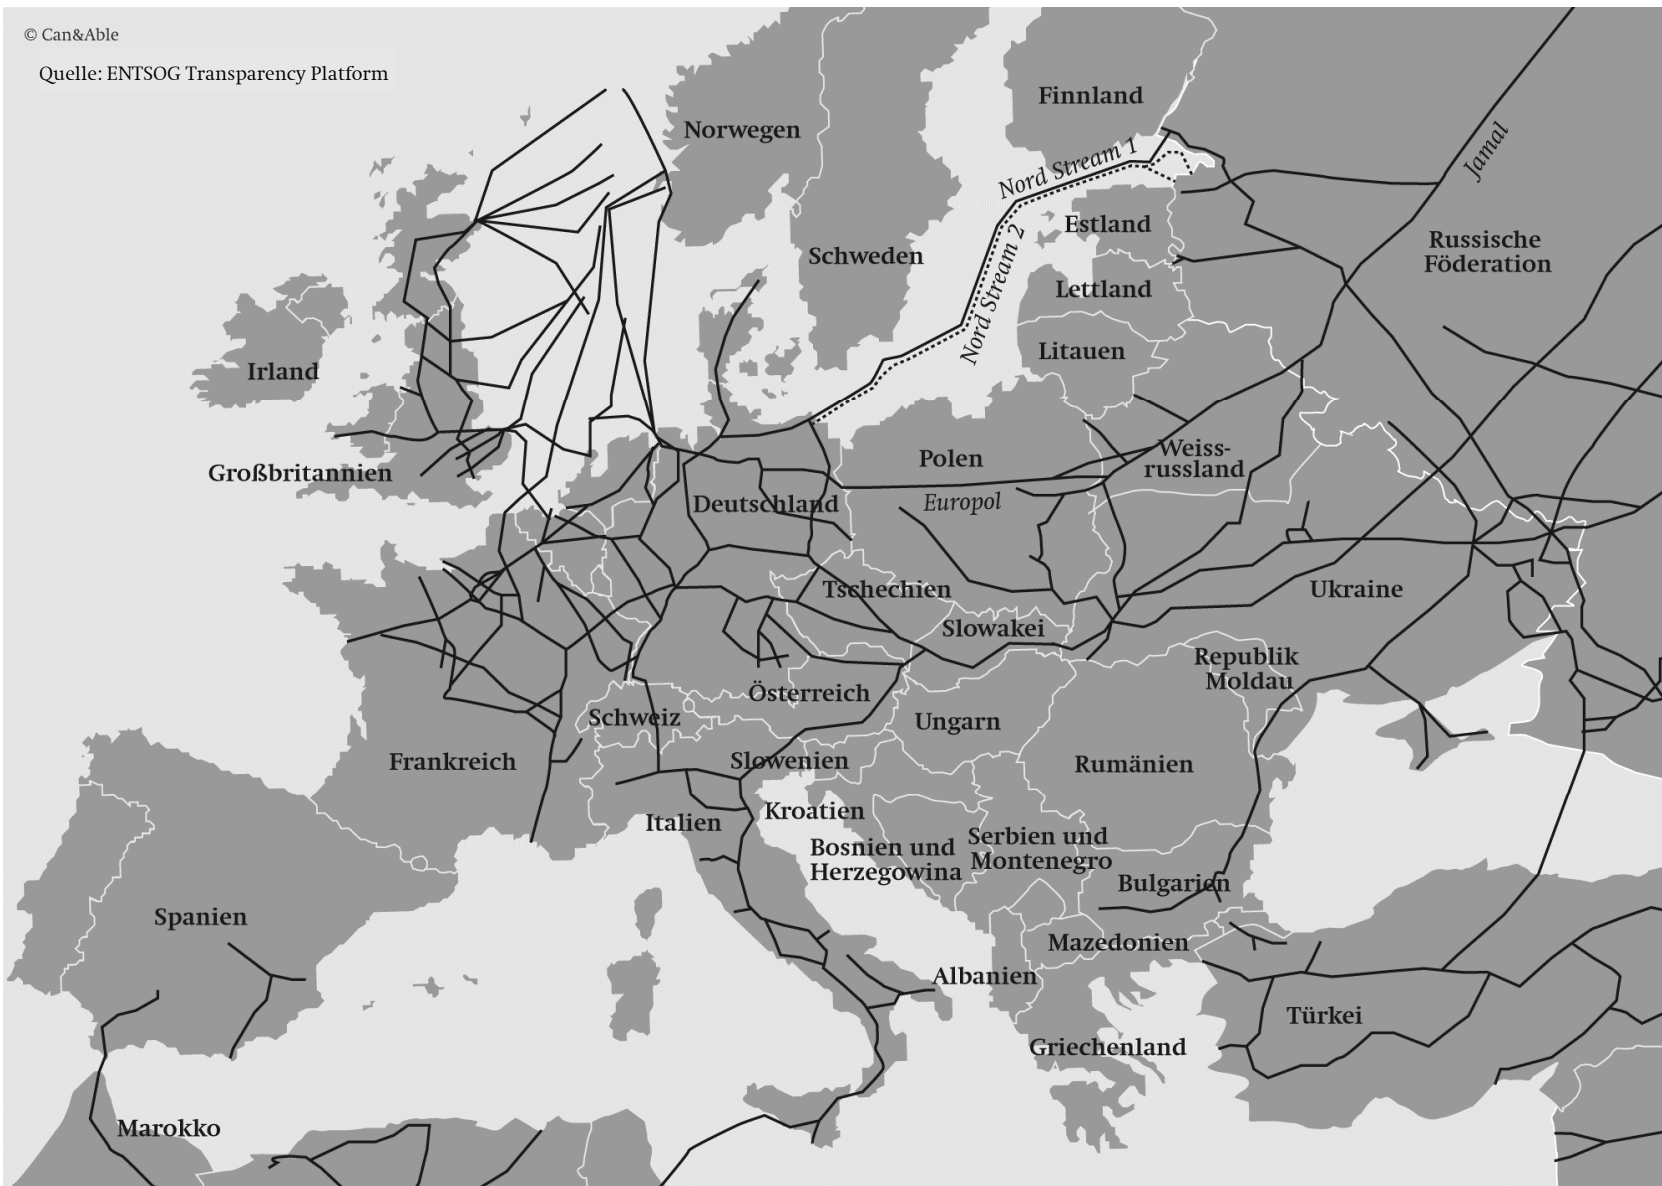 © Can&Able
Quelle: ENTSOG Transparency Platform
Finnland
Norwegen
Jamal
Nord Stream 1
Estland
Russische
Föderation
Schweden
Nord Stream 2
Lettland
Litauen
Irland
Weiss-
russland
Polen
Großbritannien
Europol
Deutschland
Tschechien
Ukraine
Slowakei
Republik
Moldau
Österreich
Schweiz
Ungarn
Frankreich
Slowenien
Rumänien
Kroatien
Italien
Serbien und
Montenegro
Bosnien und
Herzegowina
Bulgarien
Spanien
Mazedonien
Albanien
Türkei
Griechenland
Marokko